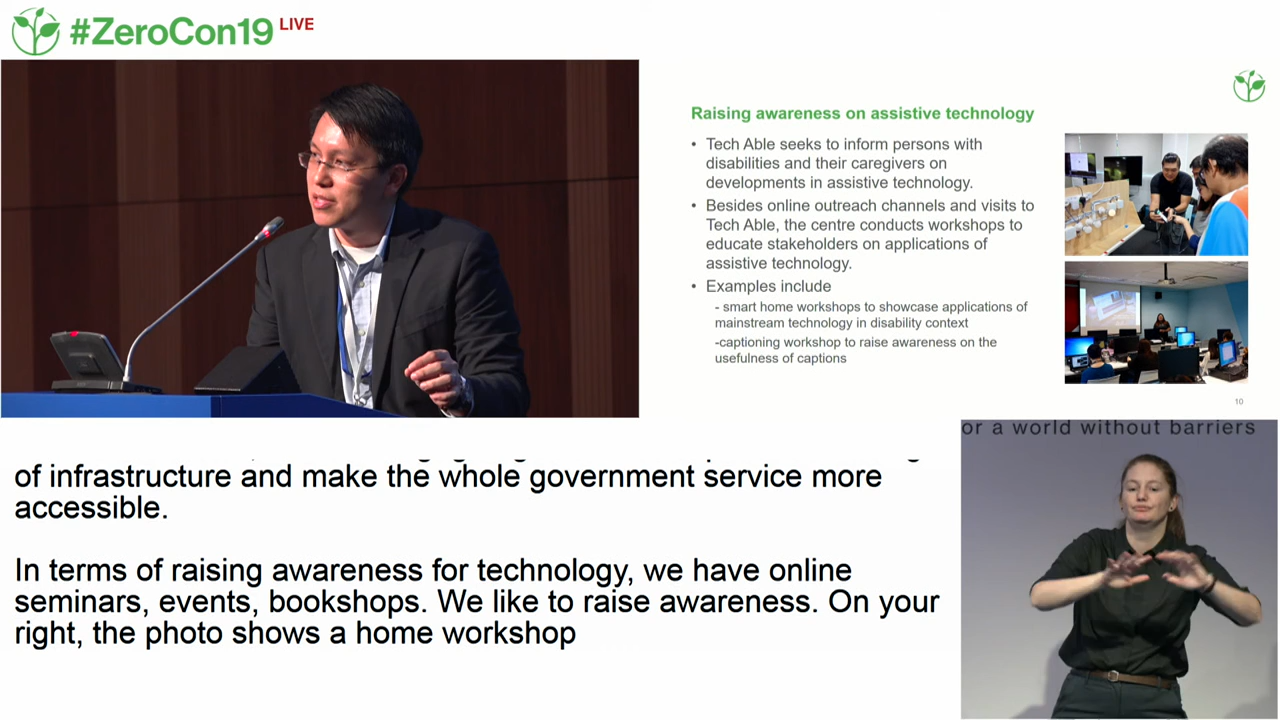 #ZeroCon19 LIVE
Raising awareness on assistive technology
• Tech Able seeks to inform persons with
disabilities and their caregivers on
developments in assistive technology.
• Besides online outreach channels and visits to
Tech Able, the centre conducts workshops to
educate stakeholders on applications of
assistive technology.
• Examples include
- smart home workshops to showcase applications of
mainstream technology in disability context
-captioning workshop to raise awareness on the
usefulness of captions
10
of infrastructure and make the whole government service more
accessible.
In terms of raising awareness for technology, we have online
seminars, events, bookshops. We like to raise awareness. On your
right, the photo shows a home workshop
or a world without barriers